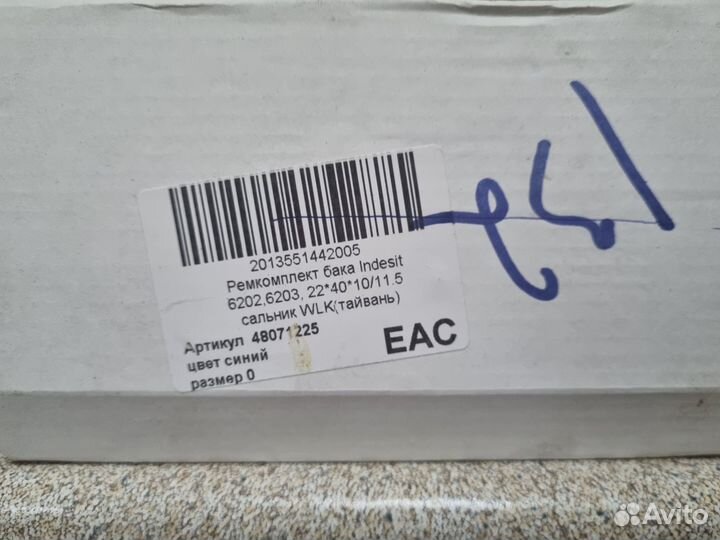 2013551442005
Ремкомплект бака Indesit
6202,6203, 22*40*10/11.5
сальник WLK(тайвань)
Артикул 48071225
цвет синий
размер 0
EAC
Avito